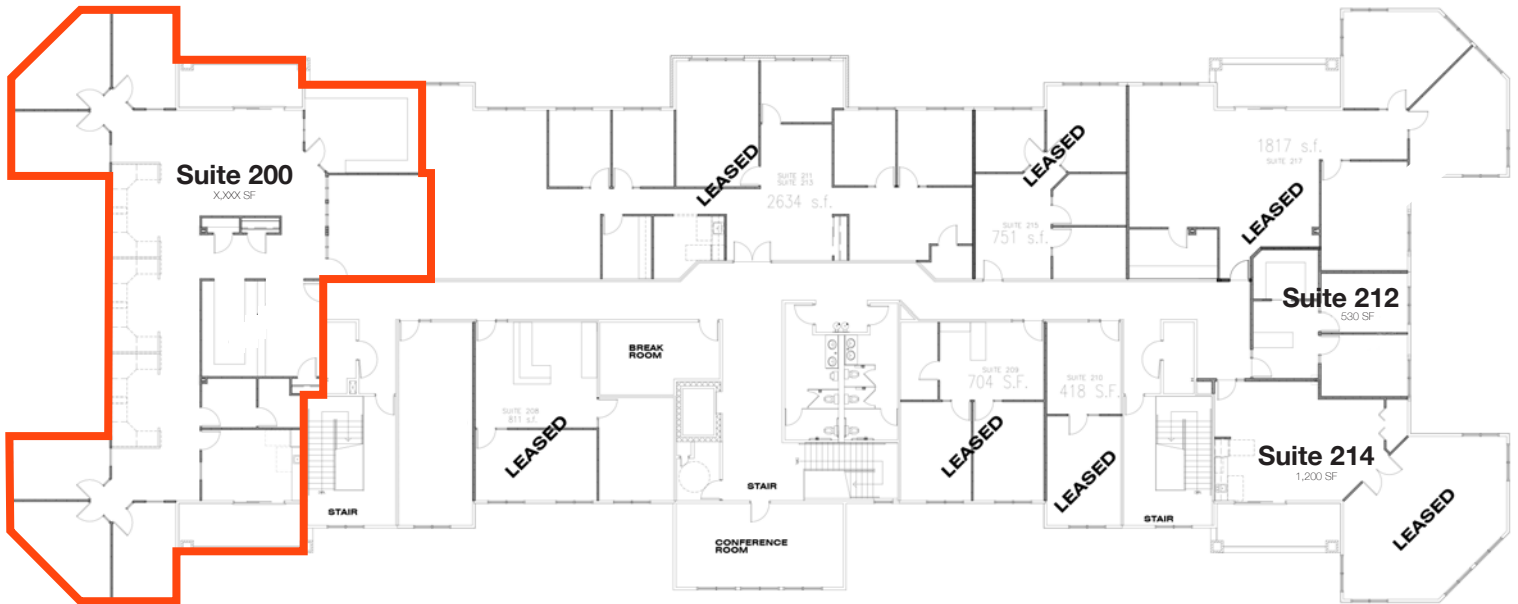 Suite 200
X,XXX SF
LEASED
SUITE 211
SUITE 213
2634 s.f.
LEASED
SUITE 215
751 s.f.
1817 s.f.
SUITE 217
LEASED
Suite 212
530 SF
BREAK
ROOM
SUITE 208
811 s.f.
LEASED
SUITE 209
704 S.F.
LEASED
SUITE 210
418 S.F.
LEASED
Suite 214
1,200 SF
LEASED
STAIR
STAIR
STAIR
CONFERENCE
ROOM